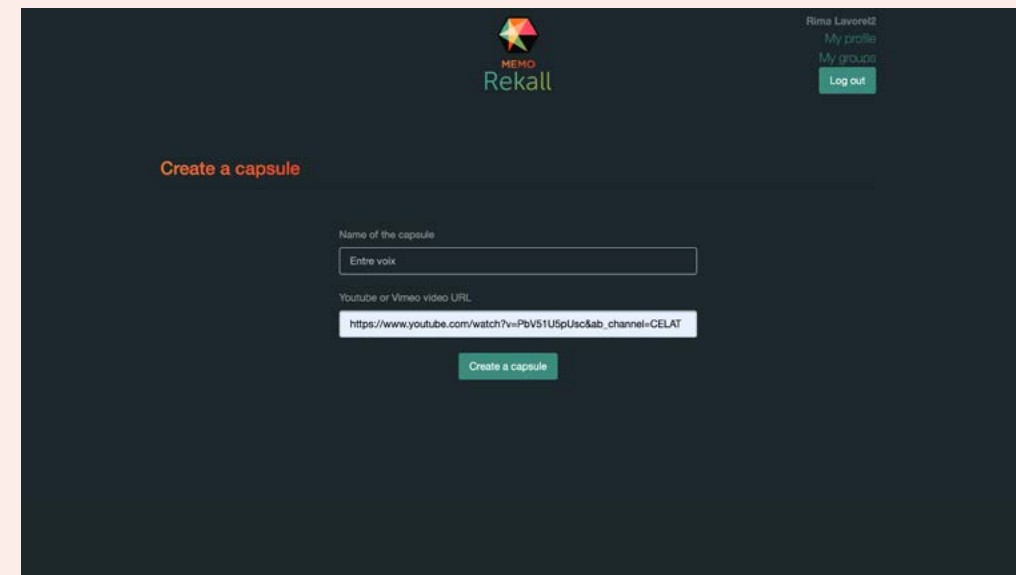 MEMO
Rekall
Rima Lavorel2
My profile
My groups
Log out
Create a capsule
Name of the capsule
Entre voix
Youtube or Vimeo video URL
https://www.youtube.com/watch?v=PbV51U5pUsc&ab_channel=CELAT
Create a capsule